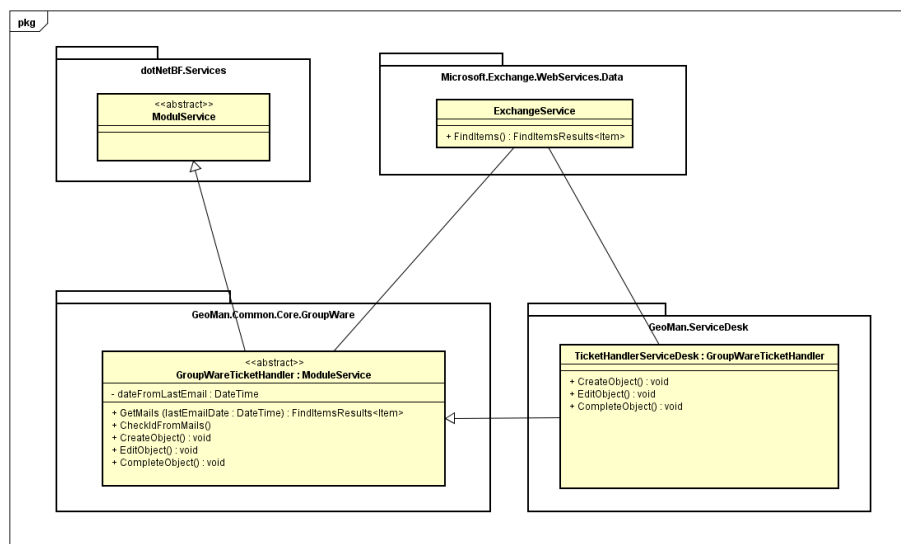 pkg
dotNetBF.Services
<<abstract>>
ModulService
Microsoft.Exchange.WebServices.Data
ExchangeService
+ FindItems() : FindItemsResults<Item>
GeoMan.Common.Core.GroupWare
<<abstract>>
GroupWareTicketHandler : ModuleService
- dateFromLastEmail : DateTime
+ GetMails (lastEmailDate : DateTime) : FindItemsResults<Item>
+ CheckIdFromMails()
+ CreateObject() : void
+ EditObject() : void
+ CompleteObject() : void
GeoMan.ServiceDesk
TicketHandlerServiceDesk : GroupWareTicketHandler
+ CreateObject() : void
+ EditObject() : void
+ CompleteObject() : void